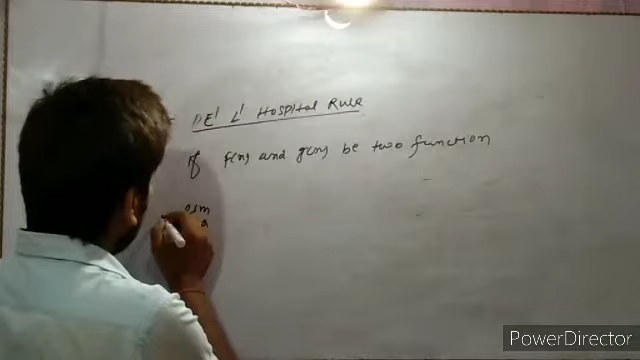 DE' L' HOSPITAL RULE
If f(x) and g(x) be two function
PowerDirector